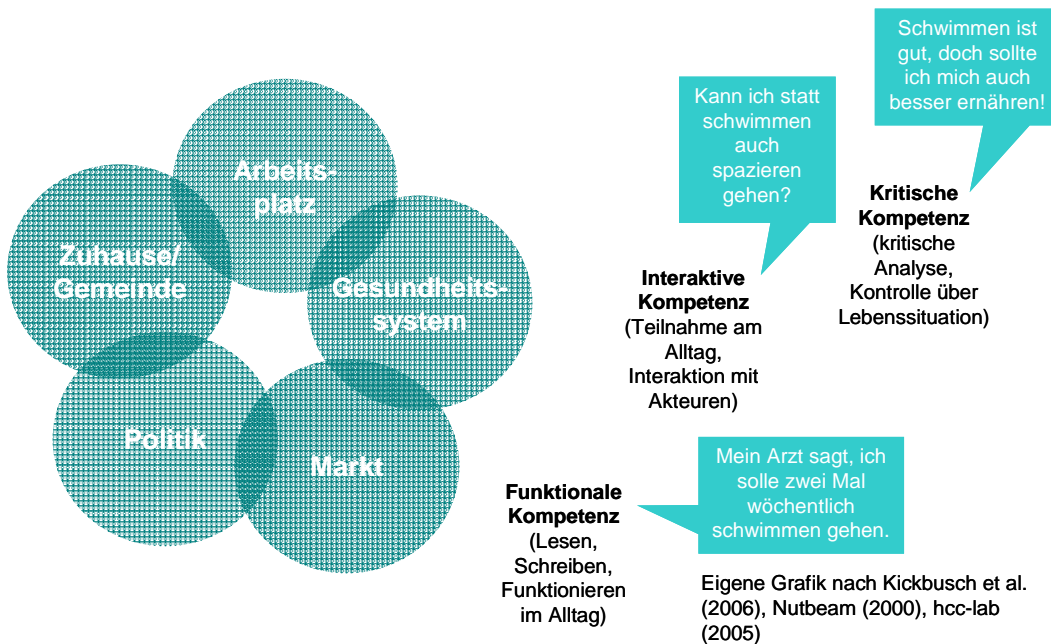 Arbeits-
platz
Zuhause/
Gemeinde
Gesundheits-
system
Politik
Markt
Schwimmen ist
gut, doch sollte
ich mich auch
besser ernähren!
Kann ich statt
schwimmen
auch
spazieren
gehen?
Kritische
Kompetenz
(kritische
Analyse,
Kontrolle über
Lebenssituation)
Interaktive
Kompetenz
(Teilnahme am
Alltag,
Interaktion mit
Akteuren)
Mein Arzt sagt, ich
solle zwei Mal
wöchentlich
schwimmen gehen.
Funktionale
Kompetenz
(Lesen,
Schreiben,
Funktionieren
im Alltag)
Eigene Grafik nach Kickbusch et al.
(2006), Nutbeam (2000), hcc-lab
(2005)